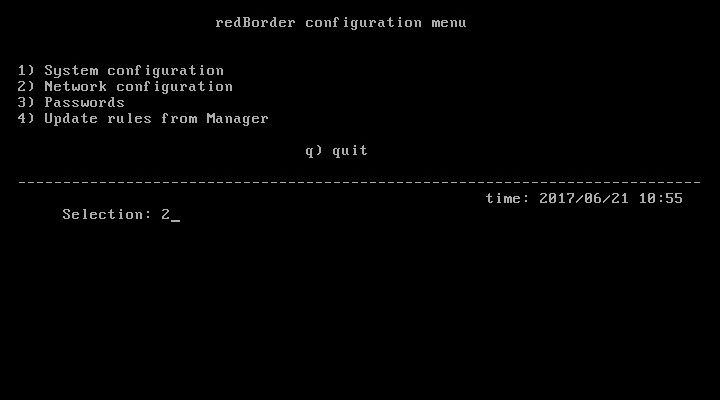 redBorder configuration menu
1) System configuration
2) Network configuration
3) Passwords
4) Update rules from Manager
q) quit
----------------------------------------------------------------------------
time: 2017/06/21 10:55
Selection: 2_